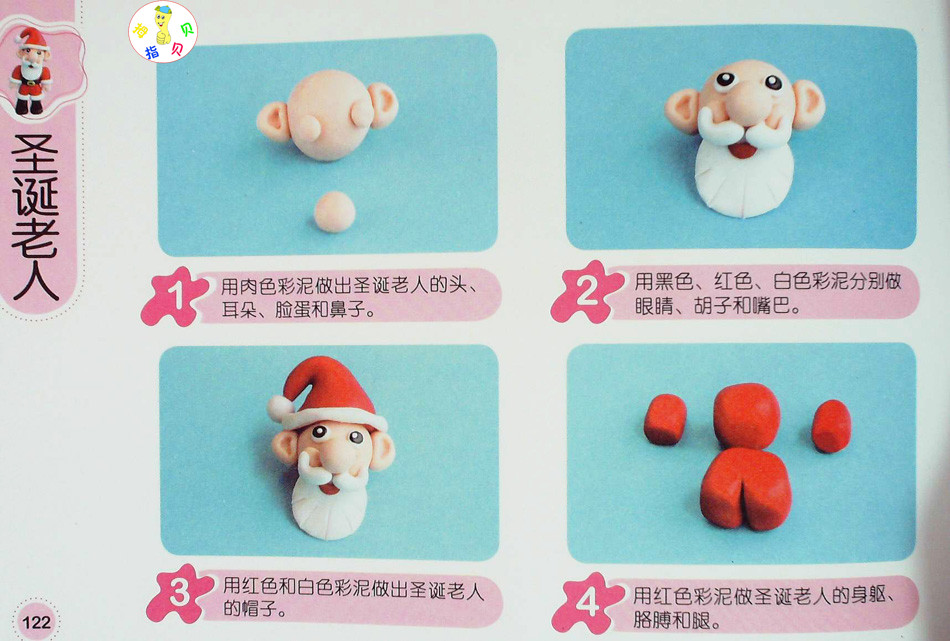 指
贝
指
贝
圣诞老人
1
用肉色彩泥做出圣诞老人的头、
耳朵、脸蛋和鼻子。
2
用黑色、红色、白色彩泥分别做
眼睛、胡子和嘴巴。
3
用红色和白色彩泥做出圣诞老人
的帽子。
4
用红色彩泥做圣诞老人的身躯、
胳膊和腿。
122